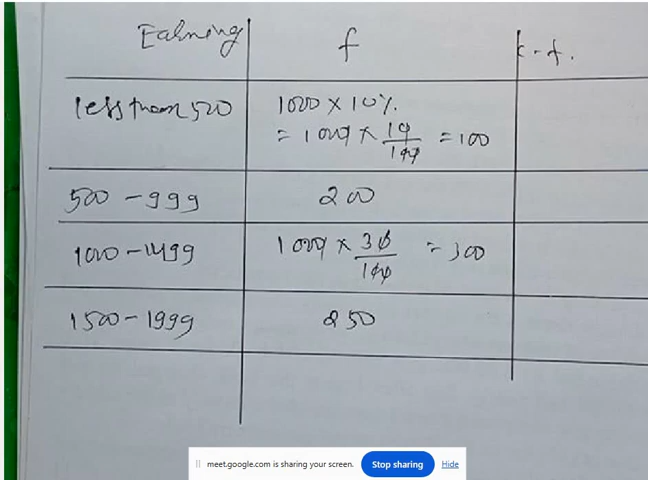 Earning f c.f.
less than 500 1000 × 10%.
= 1000 × 10/100 = 100
500 - 999 200
1000 - 1499 1000 × 30/100 = 300
1500 - 1999 250
meet.google.com is sharing your screen. Stop sharing Hide